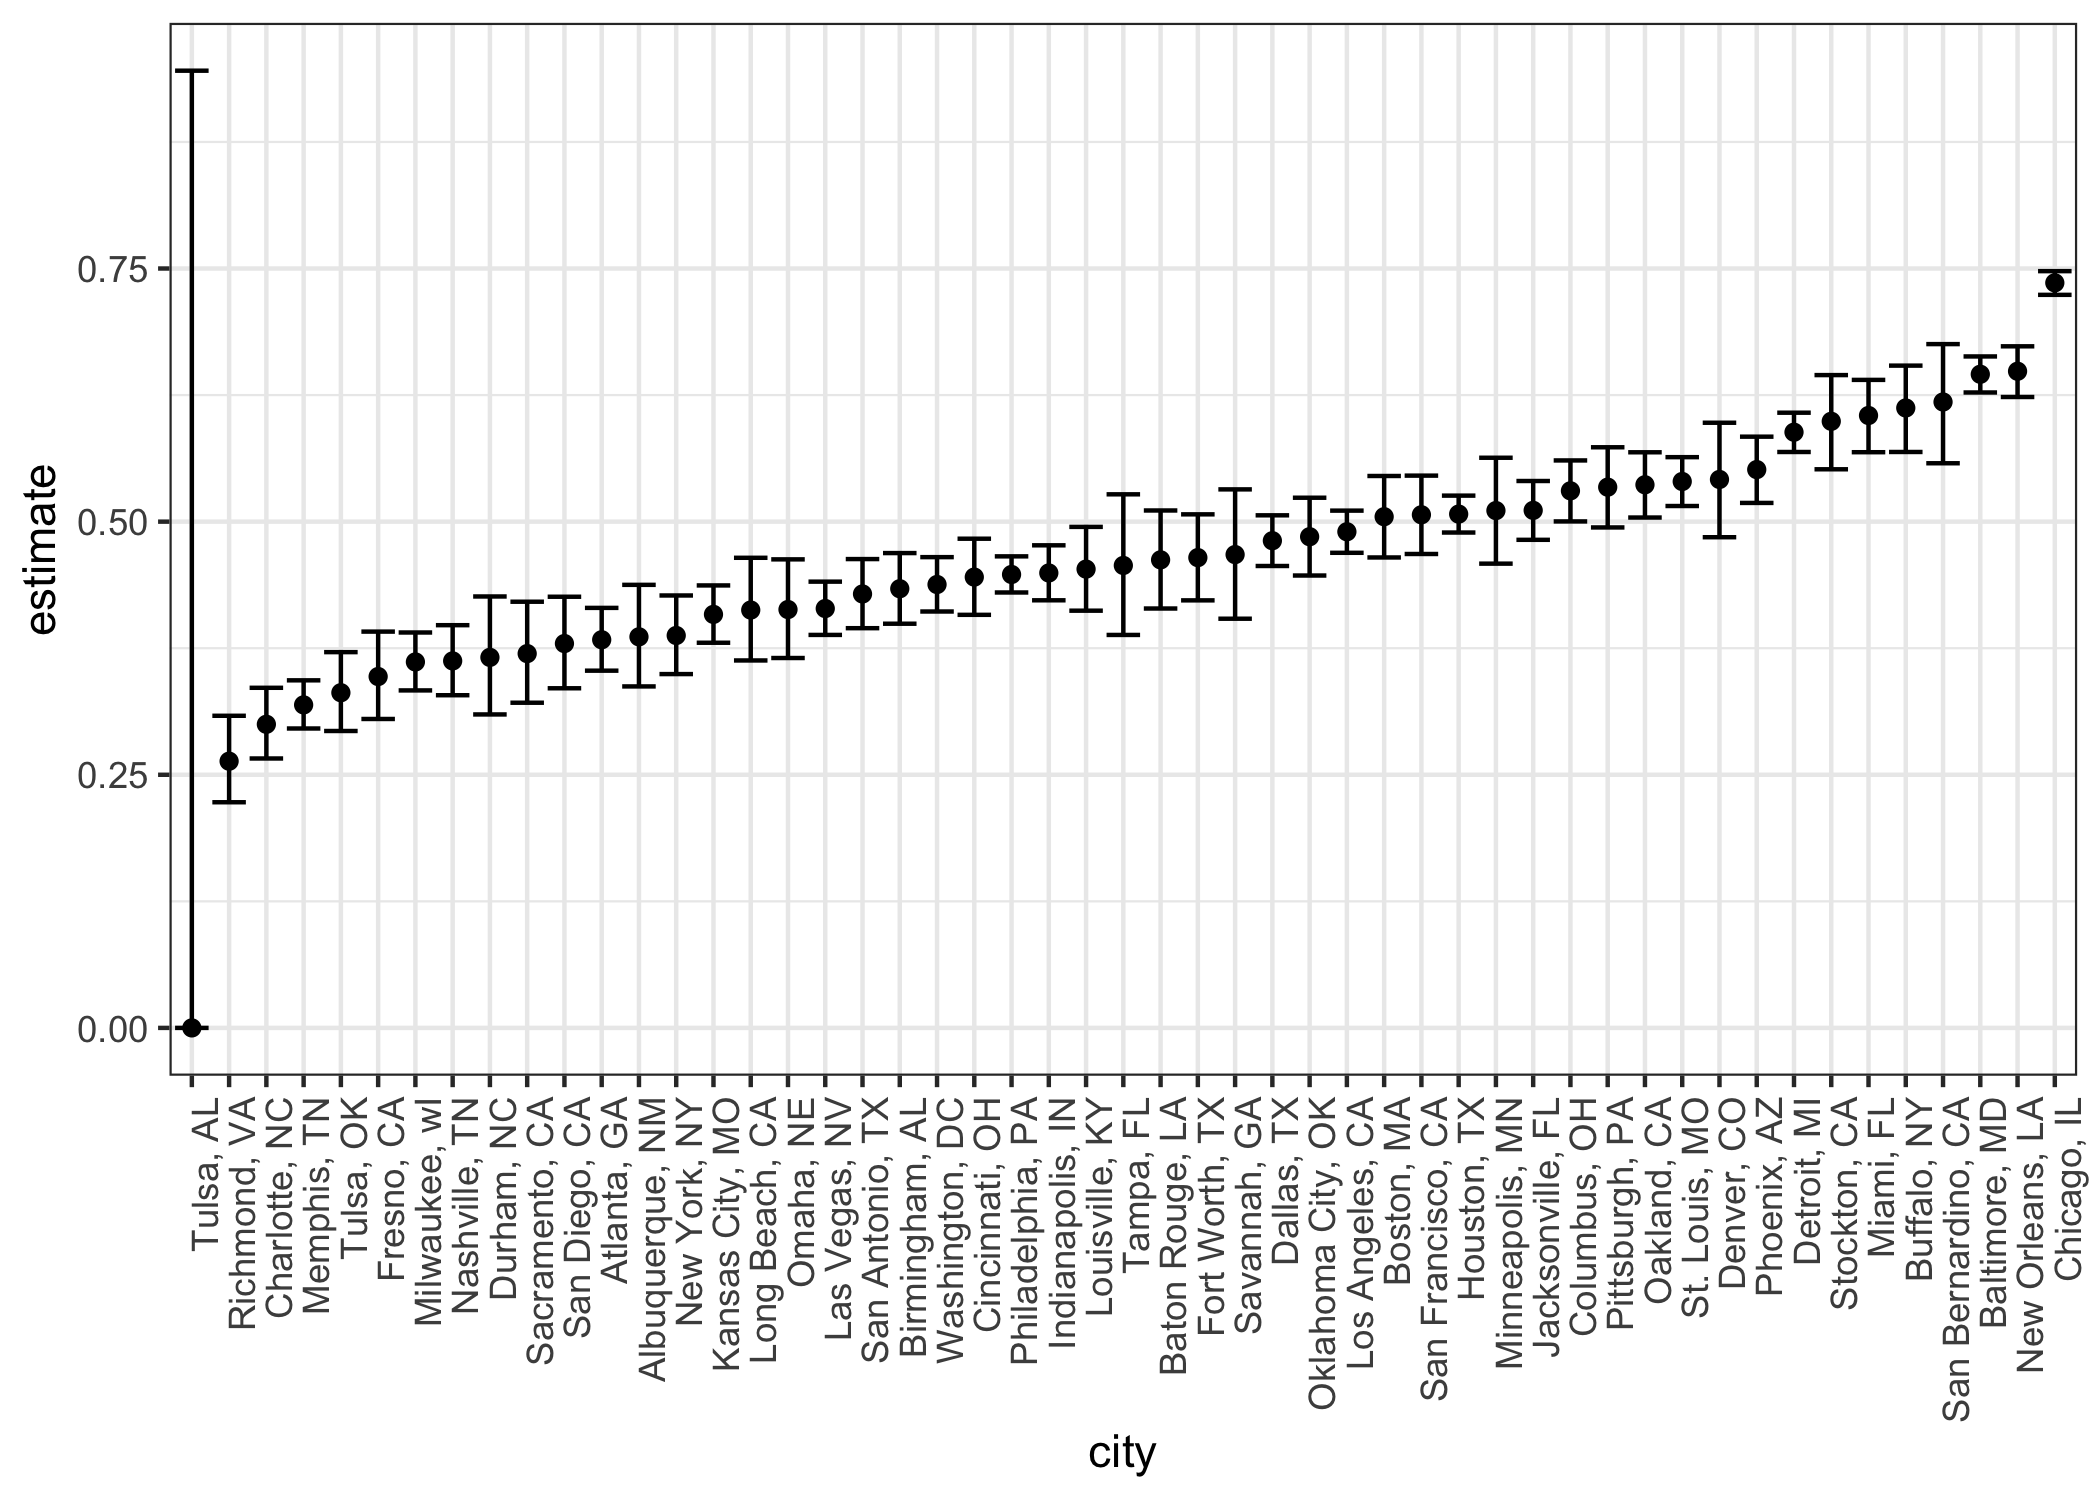 0.75
0.50
0.25
0.00
estimate
Tulsa, AL
Richmond, VA
Charlotte, NC
Memphis, TN
Tulsa, OK
Fresno, CA
Milwaukee, wI
Nashville, TN
Durham, NC
Sacramento, CA
San Diego, CA
Atlanta, GA
Albuquerque, NM
New York, NY
Kansas City, MO
Long Beach, CA
Omaha, NE
Las Vegas, NV
San Antonio, TX
Birmingham, AL
Washington, DC
Cincinnati, OH
Philadelphia, PA
Indianapolis, IN
Louisville, KY
Tampa, FL
Baton Rouge, LA
Fort Worth, TX
Savannah, GA
Dallas, TX
Oklahoma City, OK
Los Angeles, CA
Boston, MA
San Francisco, CA
Houston, TX
Minneapolis, MN
Jacksonville, FL
Columbus, OH
Pittsburgh, PA
Oakland, CA
St. Louis, MO
Denver, CO
Phoenix, AZ
Detroit, MI
Stockton, CA
Miami, FL
Buffalo, NY
San Bernardino, CA
Baltimore, MD
New Orleans, LA
Chicago, IL
city